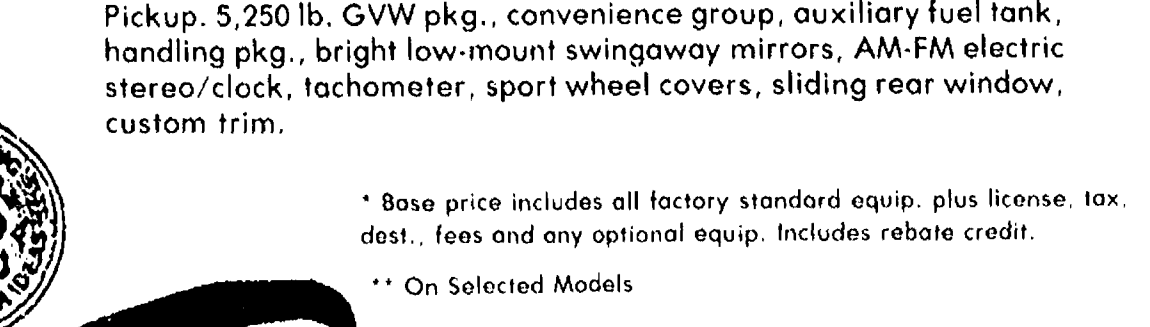 Pickup. 5,250 lb. GVW pkg., convenience group, auxiliary fuel tank,
handling pkg., bright low-mount swingaway mirrors, AM-FM electric
stereo/clock, tachometer, sport wheel covers, sliding rear window,
custom trim.
* Base price includes all factory standard equip. plus license, tax,
dest., fees and any optional equip. Includes rebate credit.
** On Selected Models